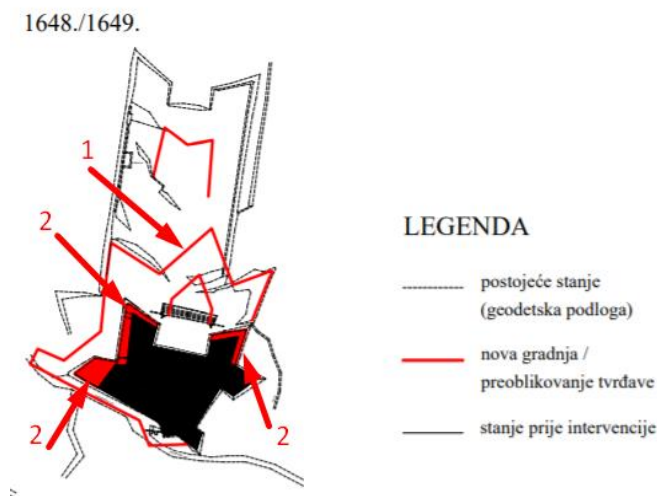 1648./1649.
1
2
2
2
LEGENDA
postojeće stanje
(geodetska podloga)
nova gradnja /
preoblikovanje tvrđave
stanje prije intervencije